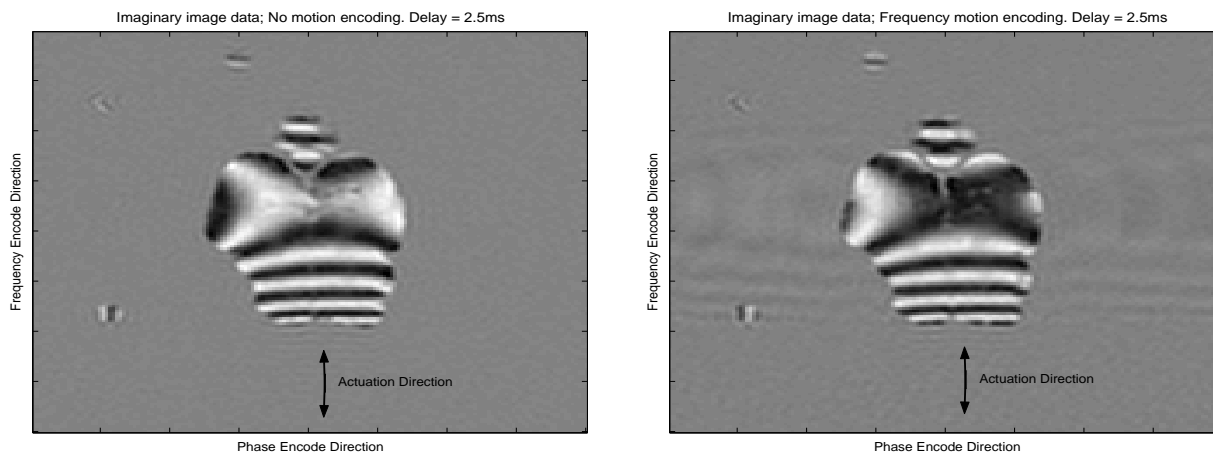 Imaginary image data; No motion encoding. Delay = 2.5ms
Frequency Encode Direction
Actuation Direction
Phase Encode Direction
Imaginary image data; Frequency motion encoding. Delay = 2.5ms
Frequency Encode Direction
Actuation Direction
Phase Encode Direction